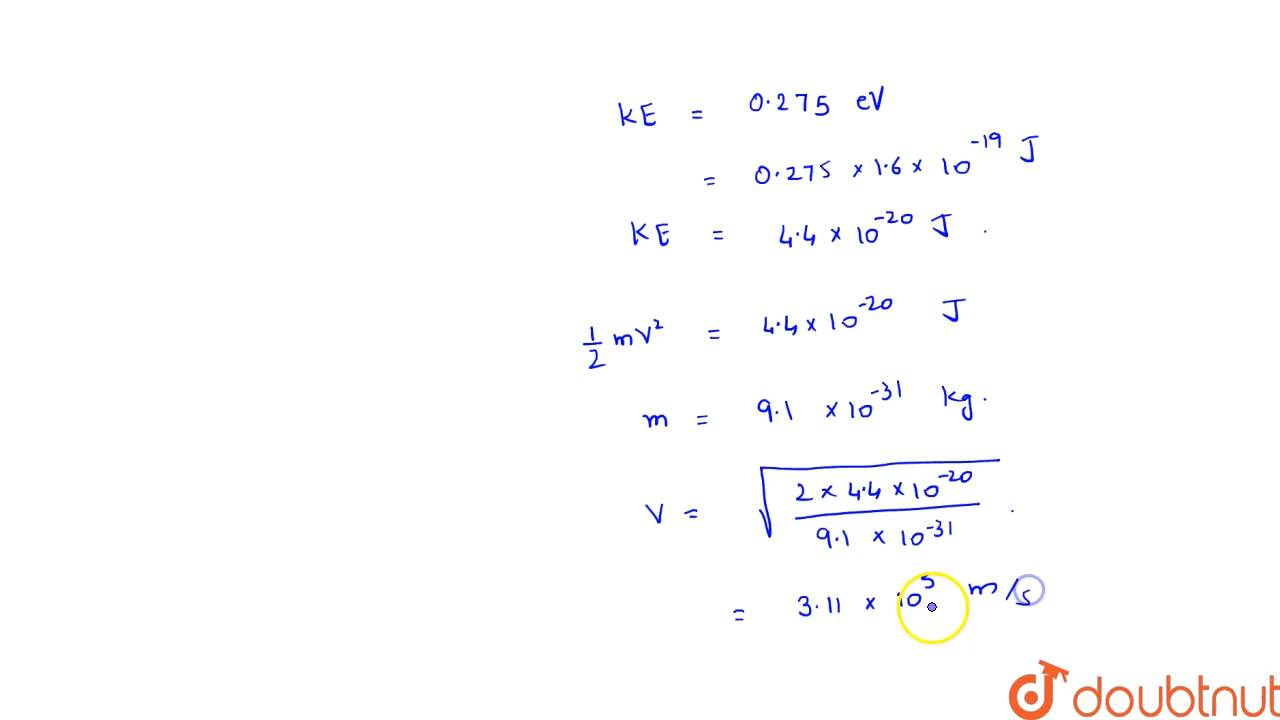 KE = 0.275 eV
= 0.275 × 1.6 × 10⁻¹⁹ J
KE = 4.4 × 10⁻²⁰ J .
1/2 mV² = 4.4 × 10⁻²⁰ J
m = 9.1 × 10⁻³¹ kg .
V = √(2 × 4.4 × 10⁻²⁰ / 9.1 × 10⁻³¹) .
= 3.11 × 10⁵ m/s
doubtnut